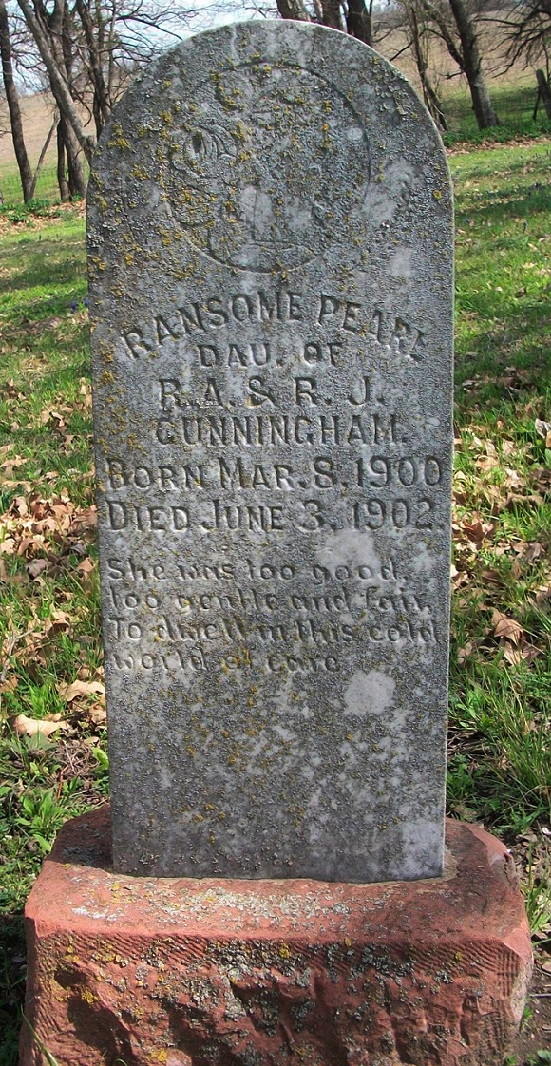 RANSOME PEARL
DAU. OF
R.A. & R. J.
CUNNINGHAM.
BORN MAR. 8, 1900
DIED JUNE 3, 1902.
She was too good,
too gentle and fair,
To dwell in this cold
world of care